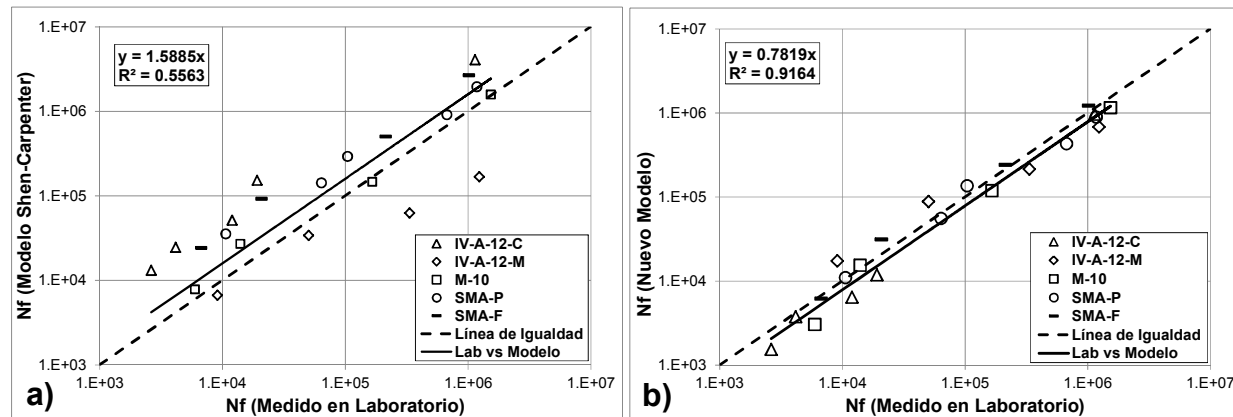 1.E+07
1.E+06
1.E+05
1.E+04
1.E+03
Nf (Modelo Shen-Carpenter)
y = 1.5885x
R² = 0.5563
IV-A-12-C
IV-A-12-M
M-10
SMA-P
SMA-F
Línea de Igualdad
Lab vs Modelo
1.E+03 1.E+04 1.E+05 1.E+06 1.E+07
a) Nf (Medido en Laboratorio)
1.E+07
1.E+06
1.E+05
1.E+04
1.E+03
Nf (Nuevo Modelo)
y = 0.7819x
R² = 0.9164
IV-A-12-C
IV-A-12-M
M-10
SMA-P
SMA-F
Línea de Igualdad
Lab vs Modelo
1.E+03 1.E+04 1.E+05 1.E+06 1.E+07
b) Nf (Medido en Laboratorio)